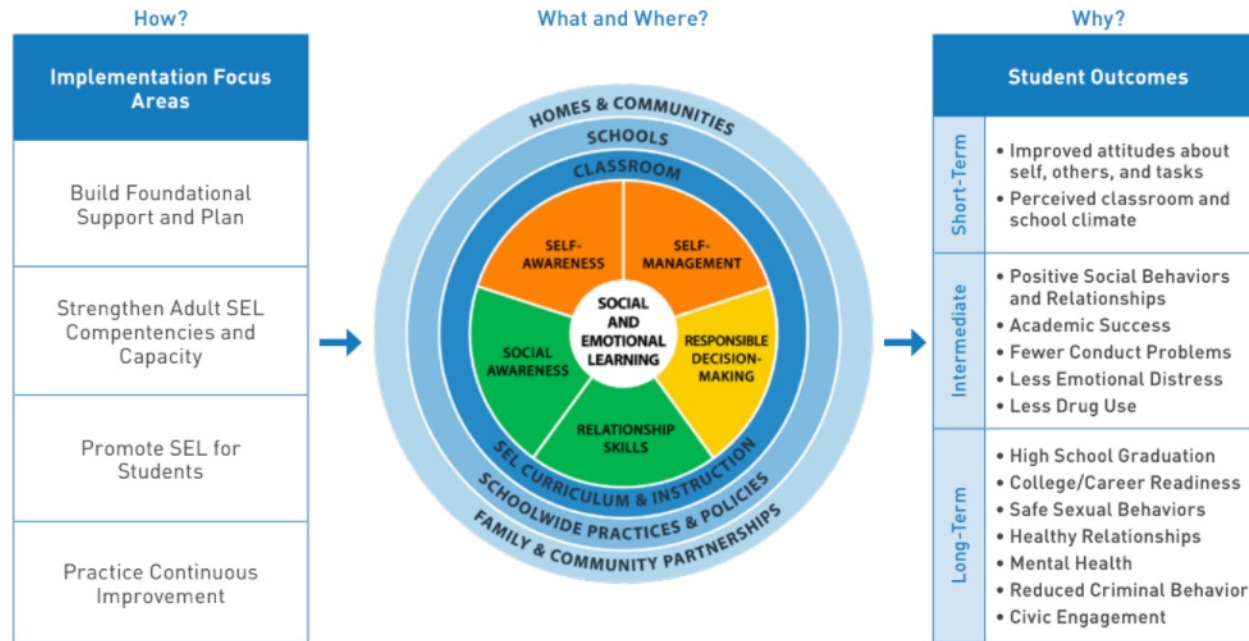 How?
What and Where?
Why?
Implementation Focus
Areas
Build Foundational
Support and Plan
Strengthen Adult SEL
Compentencies and
Capacity
Promote SEL for
Students
Practice Continuous
Improvement
HOMES & COMMUNITIES
SCHOOLS
CLASSROOM
SELF-
AWARENESS
SELF-
MANAGEMENT
SOCIAL
AND
EMOTIONAL
LEARNING
SOCIAL
AWARENESS
RESPONSIBLE
DECISION-
MAKING
RELATIONSHIP
SKILLS
SEL CURRICULUM & INSTRUCTION
SCHOOLWIDE PRACTICES & POLICIES
FAMILY & COMMUNITY PARTNERSHIPS
Student Outcomes
Short-Term
• Improved attitudes about
self, others, and tasks
• Perceived classroom and
school climate
Intermediate
• Positive Social Behaviors
and Relationships
• Academic Success
• Fewer Conduct Problems
• Less Emotional Distress
• Less Drug Use
Long-Term
• High School Graduation
• College/Career Readiness
• Safe Sexual Behaviors
• Healthy Relationships
• Mental Health
• Reduced Criminal Behavior
• Civic Engagement